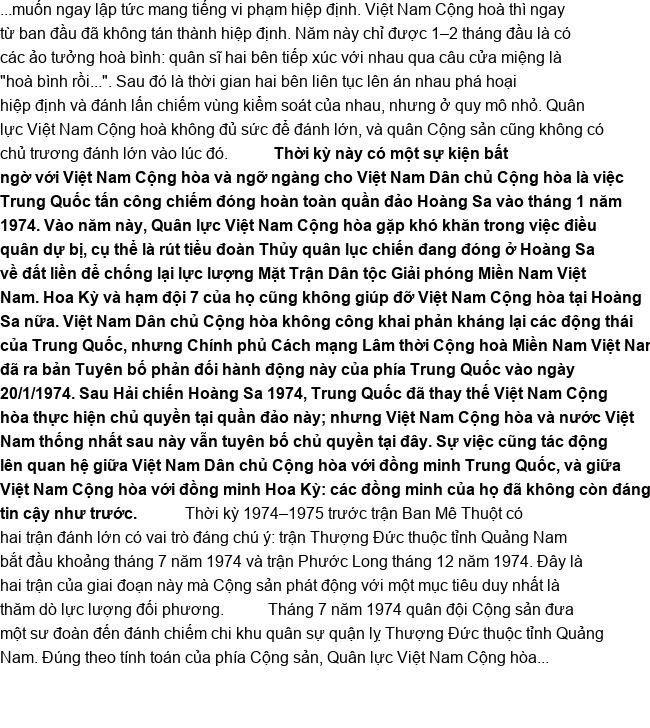 ...muốn ngay lập tức mang tiếng vi phạm hiệp định. Việt Nam Cộng hoà thì ngay
từ ban đầu đã không tán thành hiệp định. Năm này chỉ được 1–2 tháng đầu là có
các ảo tưởng hoà bình: quân sĩ hai bên tiếp xúc với nhau qua câu cửa miệng là
"hoà bình rồi...". Sau đó là thời gian hai bên liên tục lên án nhau phá hoại
hiệp định và đánh lấn chiếm vùng kiểm soát của nhau, nhưng ở quy mô nhỏ. Quân
lực Việt Nam Cộng hoà không đủ sức để đánh lớn, và quân Cộng sản cũng không có
chủ trương đánh lớn vào lúc đó. Thời kỳ này có một sự kiện bất
ngờ với Việt Nam Cộng hòa và ngỡ ngàng cho Việt Nam Dân chủ Cộng hòa là việc
Trung Quốc tấn công chiếm đóng hoàn toàn quần đảo Hoàng Sa vào tháng 1 năm
1974. Vào năm này, Quân lực Việt Nam Cộng hòa gặp khó khăn trong việc điều
quân dự bị, cụ thể là rút tiểu đoàn Thủy quân lục chiến đang đóng ở Hoàng Sa
về đất liền để chống lại lực lượng Mặt Trận Dân tộc Giải phóng Miền Nam Việt
Nam. Hoa Kỳ và hạm đội 7 của họ cũng không giúp đỡ Việt Nam Cộng hòa tại Hoàng
Sa nữa. Việt Nam Dân chủ Cộng hòa không công khai phản kháng lại các động thái
của Trung Quốc, nhưng Chính phủ Cách mạng Lâm thời Cộng hoà Miền Nam Việt Nam
đã ra bản Tuyên bố phản đối hành động này của phía Trung Quốc vào ngày
20/1/1974. Sau Hải chiến Hoàng Sa 1974, Trung Quốc đã thay thế Việt Nam Cộng
hòa thực hiện chủ quyền tại quần đảo này; nhưng Việt Nam Cộng hòa và nước Việt
Nam thống nhất sau này vẫn tuyên bố chủ quyền tại đây. Sự việc cũng tác động
lên quan hệ giữa Việt Nam Dân chủ Cộng hòa với đồng minh Trung Quốc, và giữa
Việt Nam Cộng hòa với đồng minh Hoa Kỳ: các đồng minh của họ đã không còn đáng
tin cậy như trước. Thời kỳ 1974–1975 trước trận Ban Mê Thuột có
hai trận đánh lớn có vai trò đáng chú ý: trận Thượng Đức thuộc tỉnh Quảng Nam
bắt đầu khoảng tháng 7 năm 1974 và trận Phước Long tháng 12 năm 1974. Đây là
hai trận của giai đoạn này mà Cộng sản phát động với một mục tiêu duy nhất là
thăm dò lực lượng đối phương. Tháng 7 năm 1974 quân đội Cộng sản đưa
một sư đoàn đến đánh chiếm chi khu quân sự quận lỵ Thượng Đức thuộc tỉnh Quảng
Nam. Đúng theo tính toán của phía Cộng sản, Quân lực Việt Nam Cộng hòa...